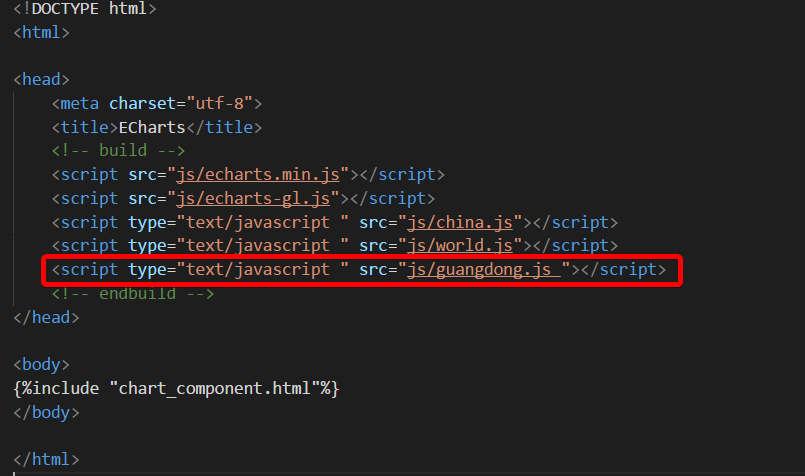 <!DOCTYPE html>
<html>
<head>
<meta charset="utf-8">
<title>ECharts</title>
<!-- build -->
<script src="js/echarts.min.js"></script>
<script src="js/echarts-gl.js"></script>
<script type="text/javascript " src="js/china.js"></script>
<script type="text/javascript " src="js/world.js"></script>
<script type="text/javascript " src="js/guangdong.js "></script>
<!-- endbuild -->
</head>
<body>
{%include "chart_component.html"%}
</body>
</html>